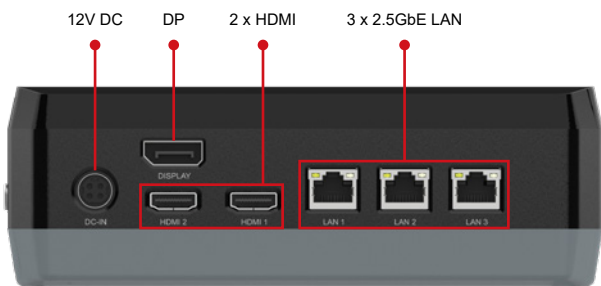 12V DC
DP
2 x HDMI
3 x 2.5GbE LAN
DISPLAY
DC-IN
HDMI 2
HDMI 1
LAN 1
LAN 2
LAN 3